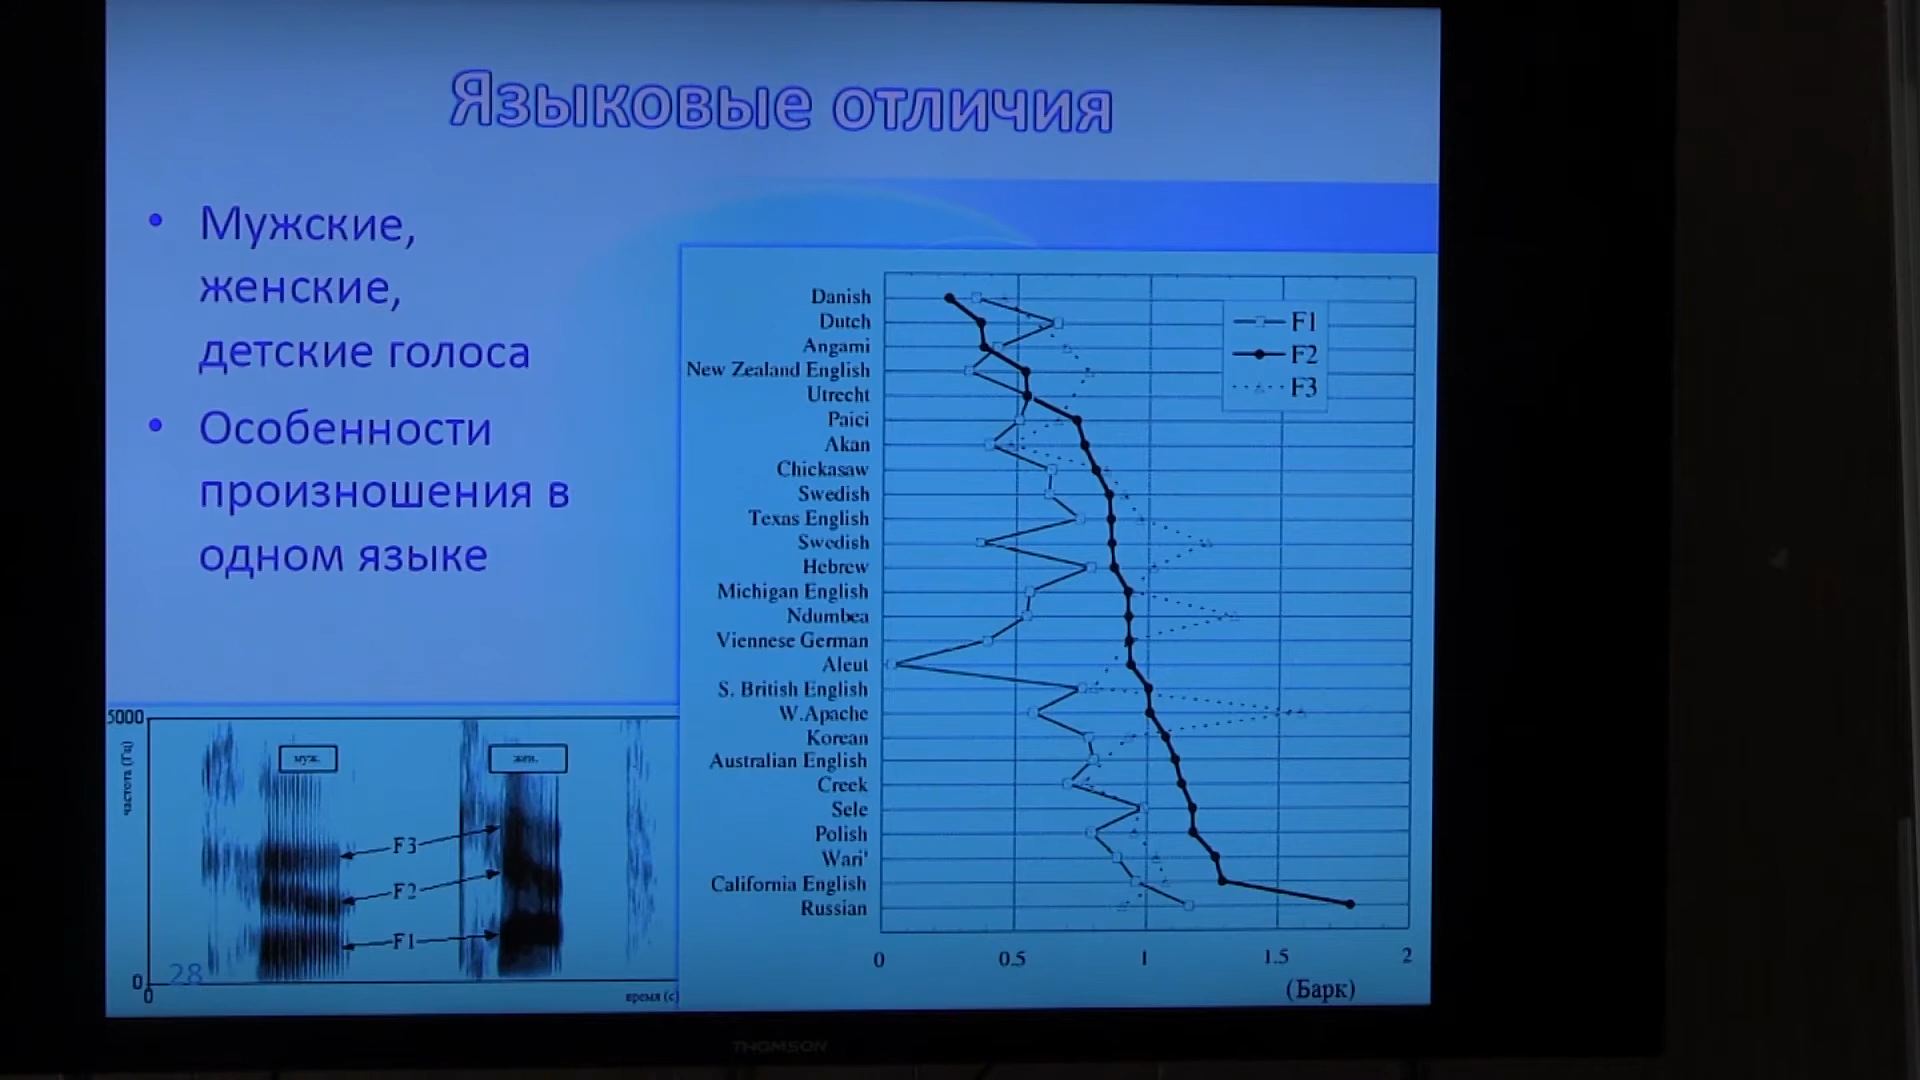 Языковые отличия
• Мужские,
женские,
детские голоса
• Особенности
произношения в
одном языке
5000
частота (Гц)
муж.
жен.
F3
F2
F1
28
0
0
время (с)
Danish
Dutch
Angami
New Zealand English
Utrecht
Paici
Akan
Chickasaw
Swedish
Texas English
Swedish
Hebrew
Michigan English
Ndumbea
Viennese German
Aleut
S. British English
W.Apache
Korean
Australian English
Creek
Sele
Polish
Wari'
California English
Russian
F1
F2
F3
0 0.5 1 1.5 2
(Барк)
THOMSON